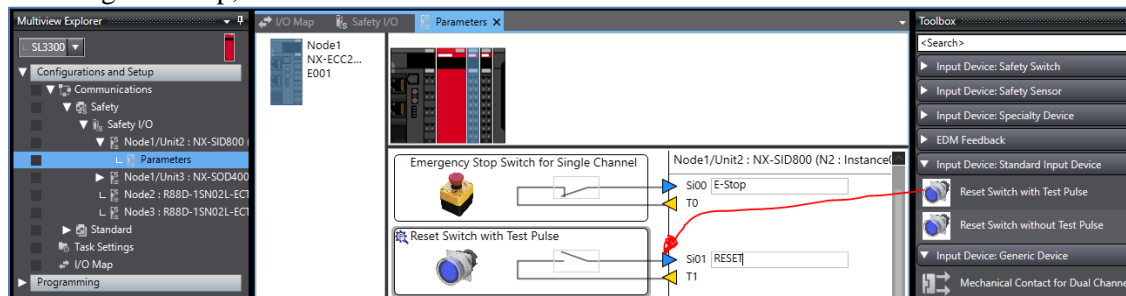 Multiview Explorer
I/O Map
Safety I/O
Parameters
Toolbox
SL3300
Node1
NX-ECC2...
E001
<Search>
Configurations and Setup
Communications
Safety
Safety I/O
Node1/Unit2 : NX-SID800 (
Parameters
Node1/Unit3 : NX-SOD400
Node2 : R88D-1SN02L-ECT
Node3 : R88D-1SN02L-ECT
Standard
Task Settings
I/O Map
Programming
Emergency Stop Switch for Single Channel
Node1/Unit2 : NX-SID800 (N2 : Instance(
Si00 E-Stop
T0
Reset Switch with Test Pulse
Si01 RESET
T1
Input Device: Safety Switch
Input Device: Safety Sensor
Input Device: Specialty Device
EDM Feedback
Input Device: Standard Input Device
Reset Switch with Test Pulse
Reset Switch without Test Pulse
Input Device: Generic Device
Mechanical Contact for Dual Channe